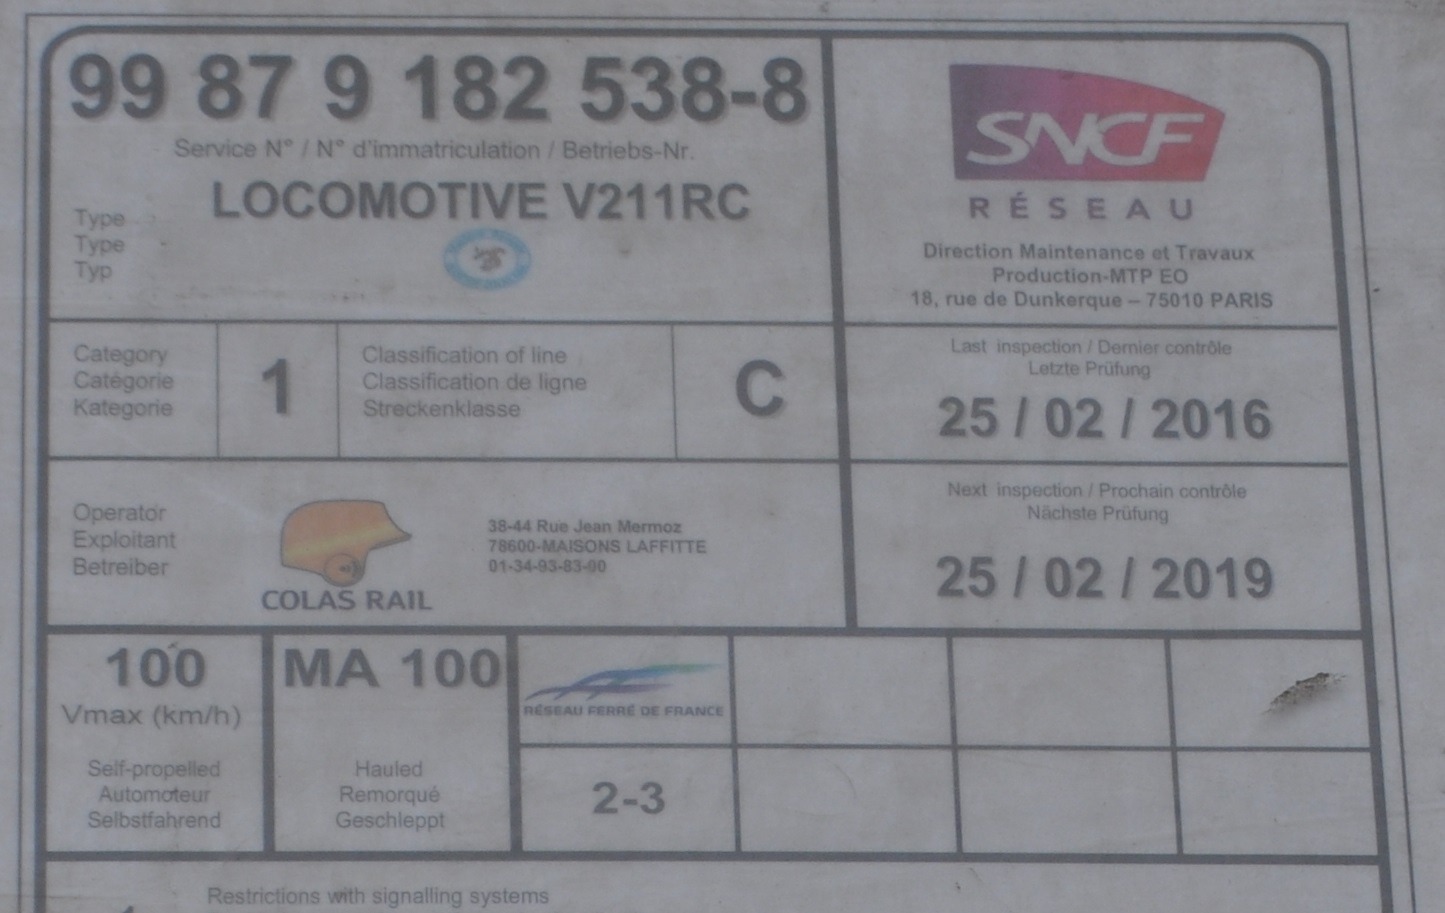 99 87 9 182 538-8
Service N° / N° d'immatriculation / Betriebs-Nr.
LOCOMOTIVE V211RC
Type
Type
Typ
SNCF
RÉSEAU
Direction Maintenance et Travaux
Production-MTP EO
18, rue de Dunkerque – 75010 PARIS
Category
Catégorie
Kategorie
1
Classification of line
Classification de ligne
Streckenklasse
C
Last inspection / Dernier contrôle
Letzte Prüfung
25 / 02 / 2016
Operator
Exploitant
Betreiber
COLAS RAIL
38-44 Rue Jean Mermoz
78600-MAISONS LAFFITTE
01-34-93-83-00
Next inspection / Prochain contrôle
Nächste Prüfung
25 / 02 / 2019
100
Vmax (km/h)
Self-propelled
Automoteur
Selbstfahrend
MA 100
Hauled
Remorqué
Geschleppt
RÉSEAU FERRÉ DE FRANCE
2-3
Restrictions with signalling systems